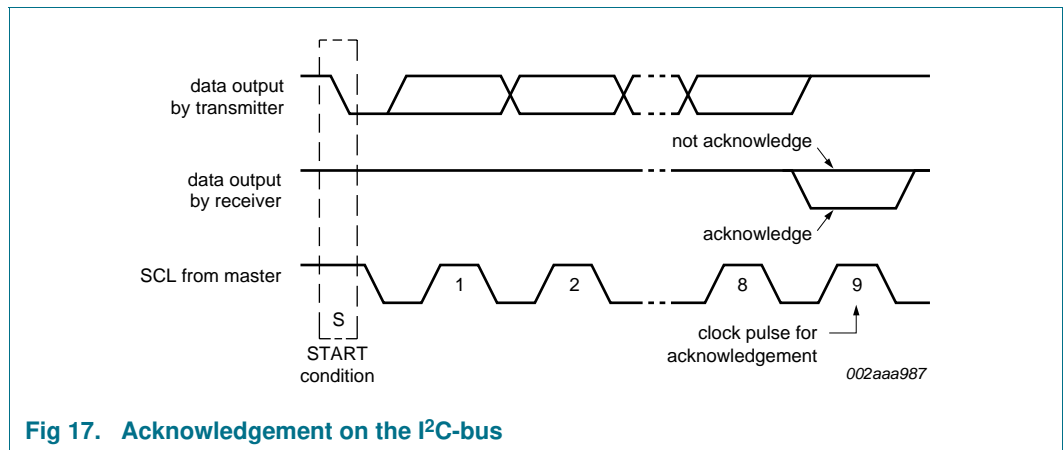 data output
by transmitter
not acknowledge
data output
by receiver
acknowledge
SCL from master
1
2
8
9
S
START
condition
clock pulse for
acknowledgement
002aaa987
Fig 17. Acknowledgement on the I²C-bus